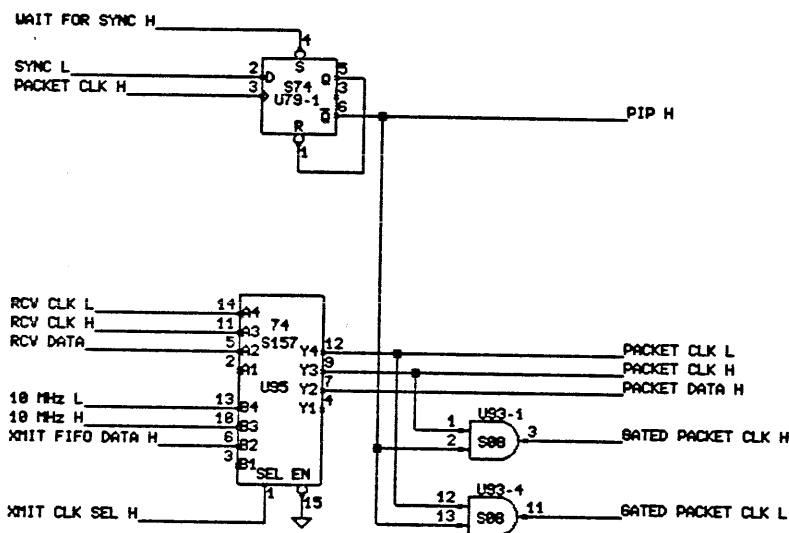 WAIT FOR SYNC H
4
S
SYNC L 2 D Q 5
PACKET CLK H 3 S74 3
U79-1
Q 6
PIP H
R
1
RCV CLK L 14 A4
RCV CLK H 11 A3 74
RCV DATA 5 A2 S157 Y4 12 PACKET CLK L
2 A1 Y3 9 PACKET CLK H
U95 Y2 7 PACKET DATA H
10 MHz L 13 B4 Y1 4
10 MHz H 10 B3
XMIT FIFO DATA H 6 B2
3 B1
SEL EN
1 15
XMIT CLK SEL H
U93-1
1
2 S08 3 GATED PACKET CLK H
U93-4
12
13 S08 11 GATED PACKET CLK L